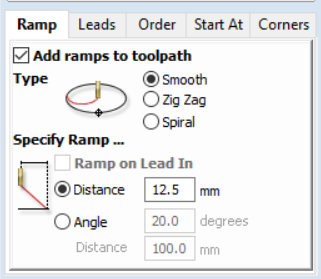 Ramp Leads Order Start At Corners
Add ramps to toolpath
Type
Smooth
Zig Zag
Spiral
Specify Ramp ...
Ramp on Lead In
Distance 12.5 mm
Angle 20.0 degrees
Distance 100.0 mm